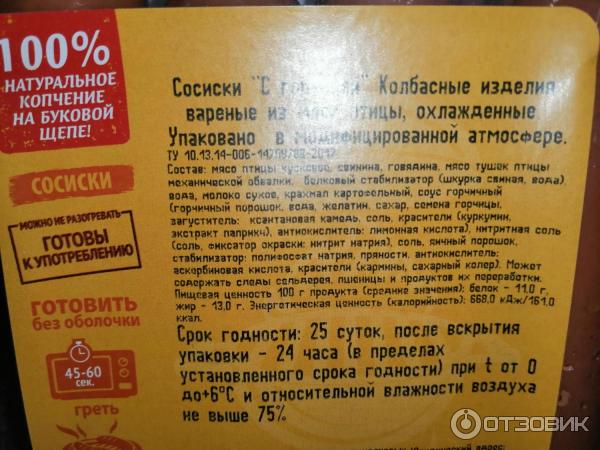 100%
НАТУРАЛЬНОЕ
КОПЧЕНИЕ
НА БУКОВОЙ
ЩЕПЕ!
СОСИСКИ
МОЖНО НЕ РАЗОГРЕВАТЬ
ГОТОВЫ
К УПОТРЕБЛЕНИЮ
ГОТОВИТЬ
без оболочки
45-60
сек.
греть
Сосиски "С Колбасные изделия
вареные из мяса птицы, охлажденные
Упаковано в модифицированной атмосфере.
ТУ
Состав: мясо птицы кусковое, свинина, говядина, мясо тушек птицы
механической обвалки, белковый стабилизатор (шкурка свиная, вода),
вода, молоко сухое, крахмал картофельный, соус горчичный
(горчичный порошок, вода, желатин, сахар, семена горчицы,
загуститель: ксантановая камедь, соль, красители (куркумин,
экстракт паприки), антиокислитель: лимонная кислота), нитритная соль
(соль, фиксатор окраски: нитрит натрия), соль, яичный порошок,
стабилизатор: полифосфат натрия, пряности, антиокислитель:
аскорбиновая кислота, красители (кармины, сахарный колер). Может
содержать следы сельдерея, пшеницы и продуктов их переработки.
Пищевая ценность 100 г продукта (средние значения): белок - 11.0 г,
жир - 13.0 г. Энергетическая ценность (калорийность): 668,0 кДж/161,0
ккал.
Срок годности: 25 суток, после вскрытия
упаковки - 24 часа (в пределах
установленного срока годности) при t от 0
до+6°С и относительной влажности воздуха
не выше 75%
ОТЗОВИК